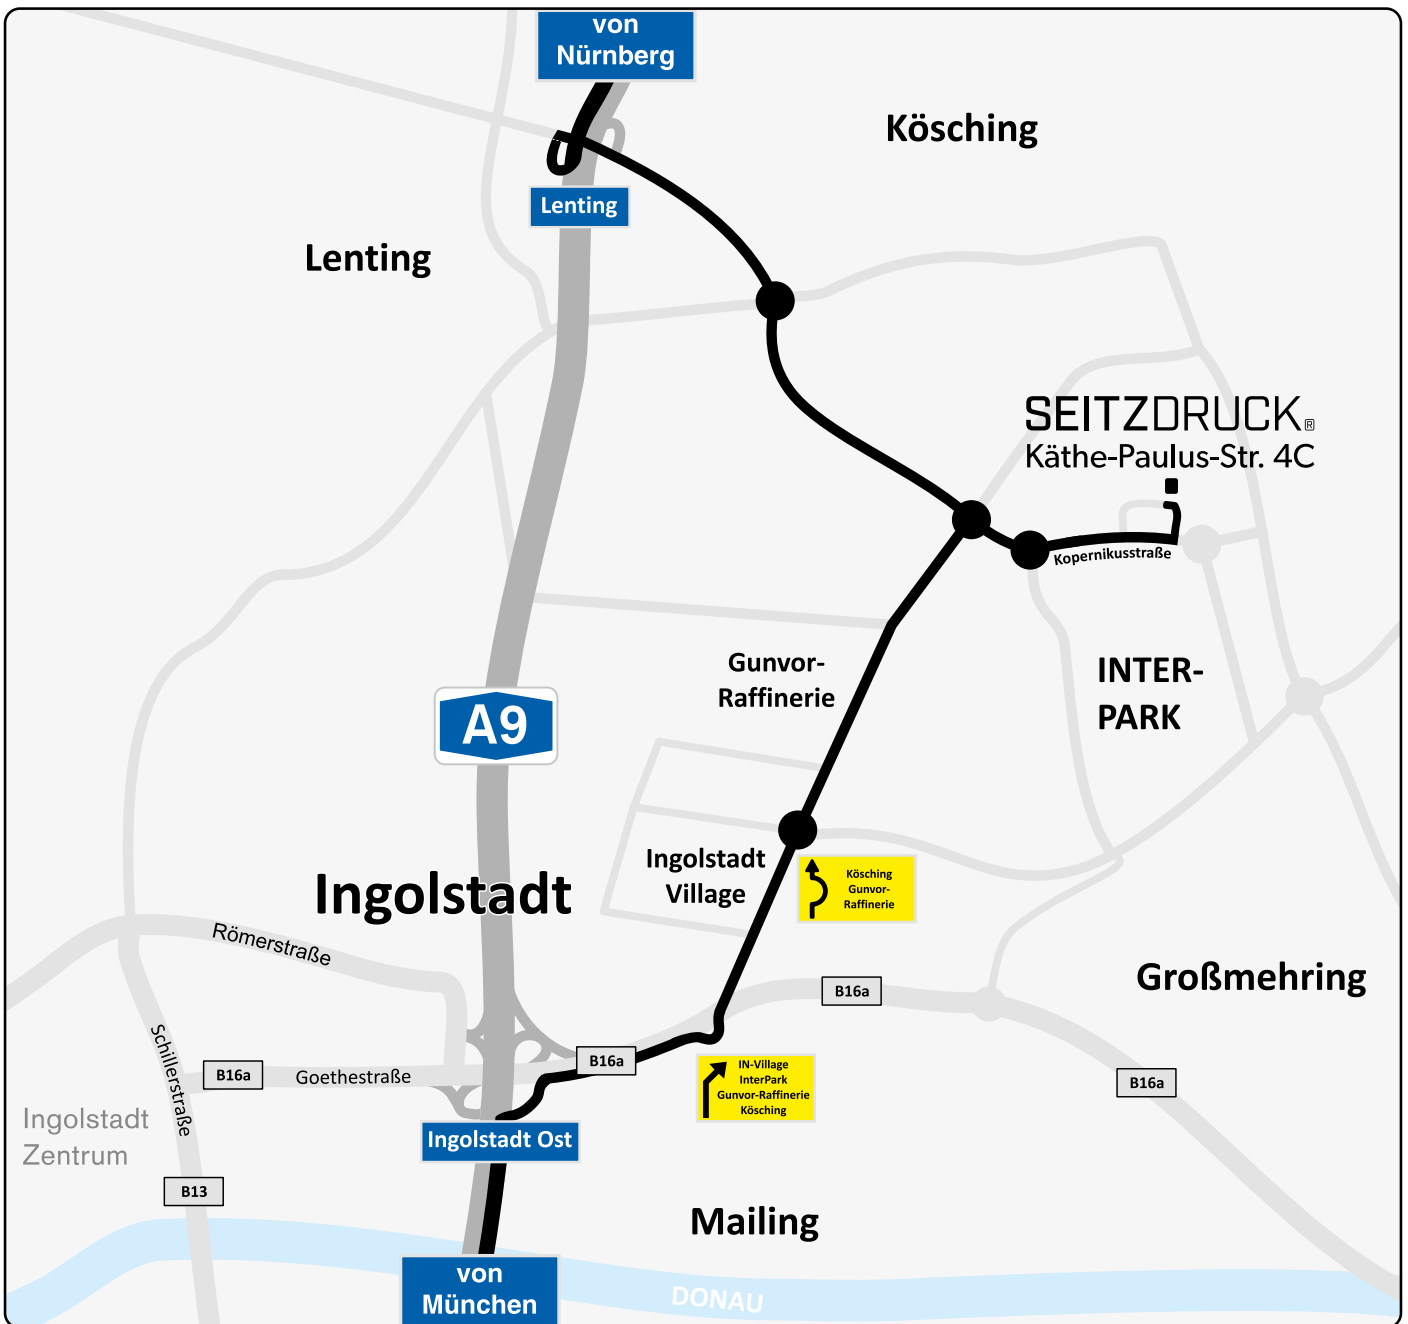 von
Nürnberg
Kösching
Lenting
Lenting
SEITZDRUCK®
Käthe-Paulus-Str. 4C
Kopernikusstraße
Gunvor-
Raffinerie
INTER-
PARK
A9
Ingolstadt
Village
Kösching
Gunvor-
Raffinerie
Ingolstadt
Römerstraße
Großmehring
B16a
Schillerstraße
B16a
Goethestraße
B16a
IN-Village
InterPark
Gunvor-Raffinerie
Kösching
B16a
Ingolstadt
Zentrum
Ingolstadt Ost
B13
Mailing
von
München
DONAU